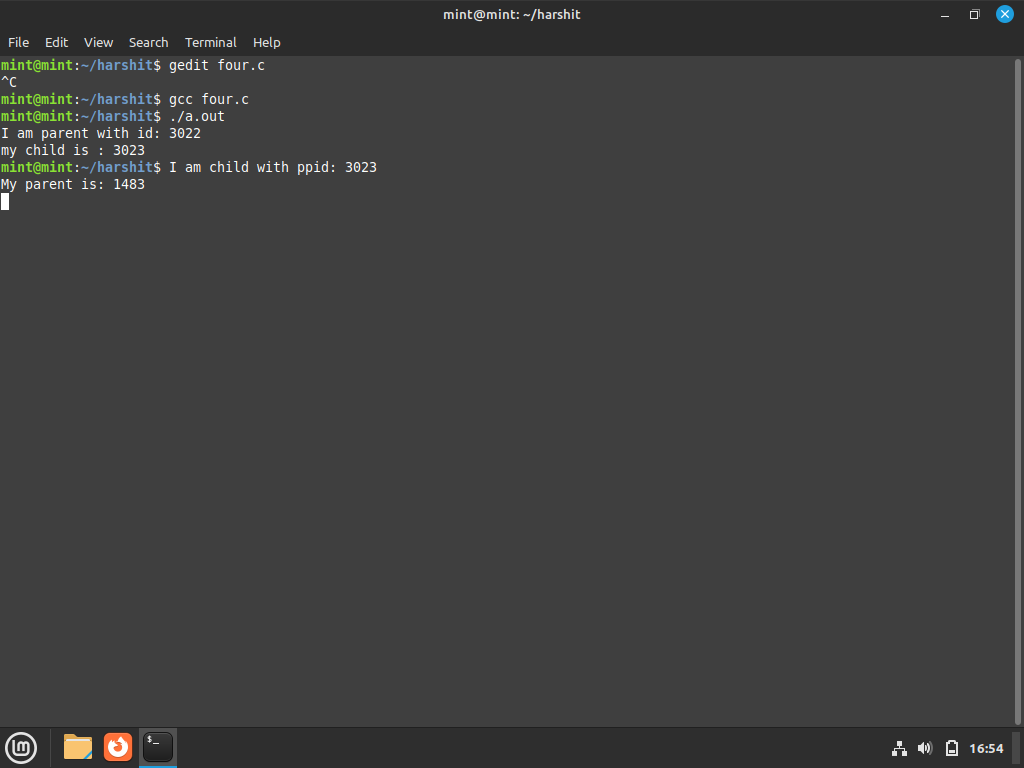 mint@mint: ~/harshit
File Edit View Search Terminal Help
mint@mint:~/harshit$ gedit four.c
^C
mint@mint:~/harshit$ gcc four.c
mint@mint:~/harshit$ ./a.out
I am parent with id: 3022
my child is : 3023
mint@mint:~/harshit$ I am child with ppid: 3023
My parent is: 1483
$_
16:54